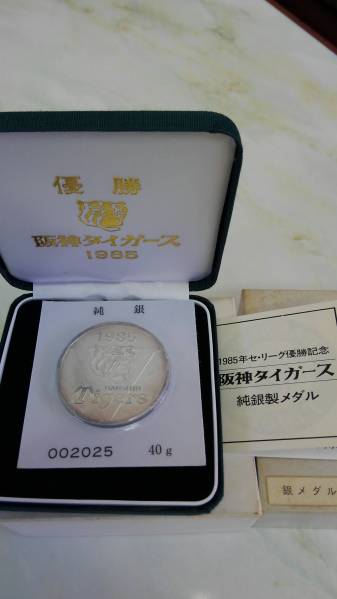 優勝
阪神タイガース
1985
純銀
1985
HANSHIN
Tigers
002025 40g
1985年セ・リーグ優勝記念
阪神タイガース
純銀製メダル
銀メダル